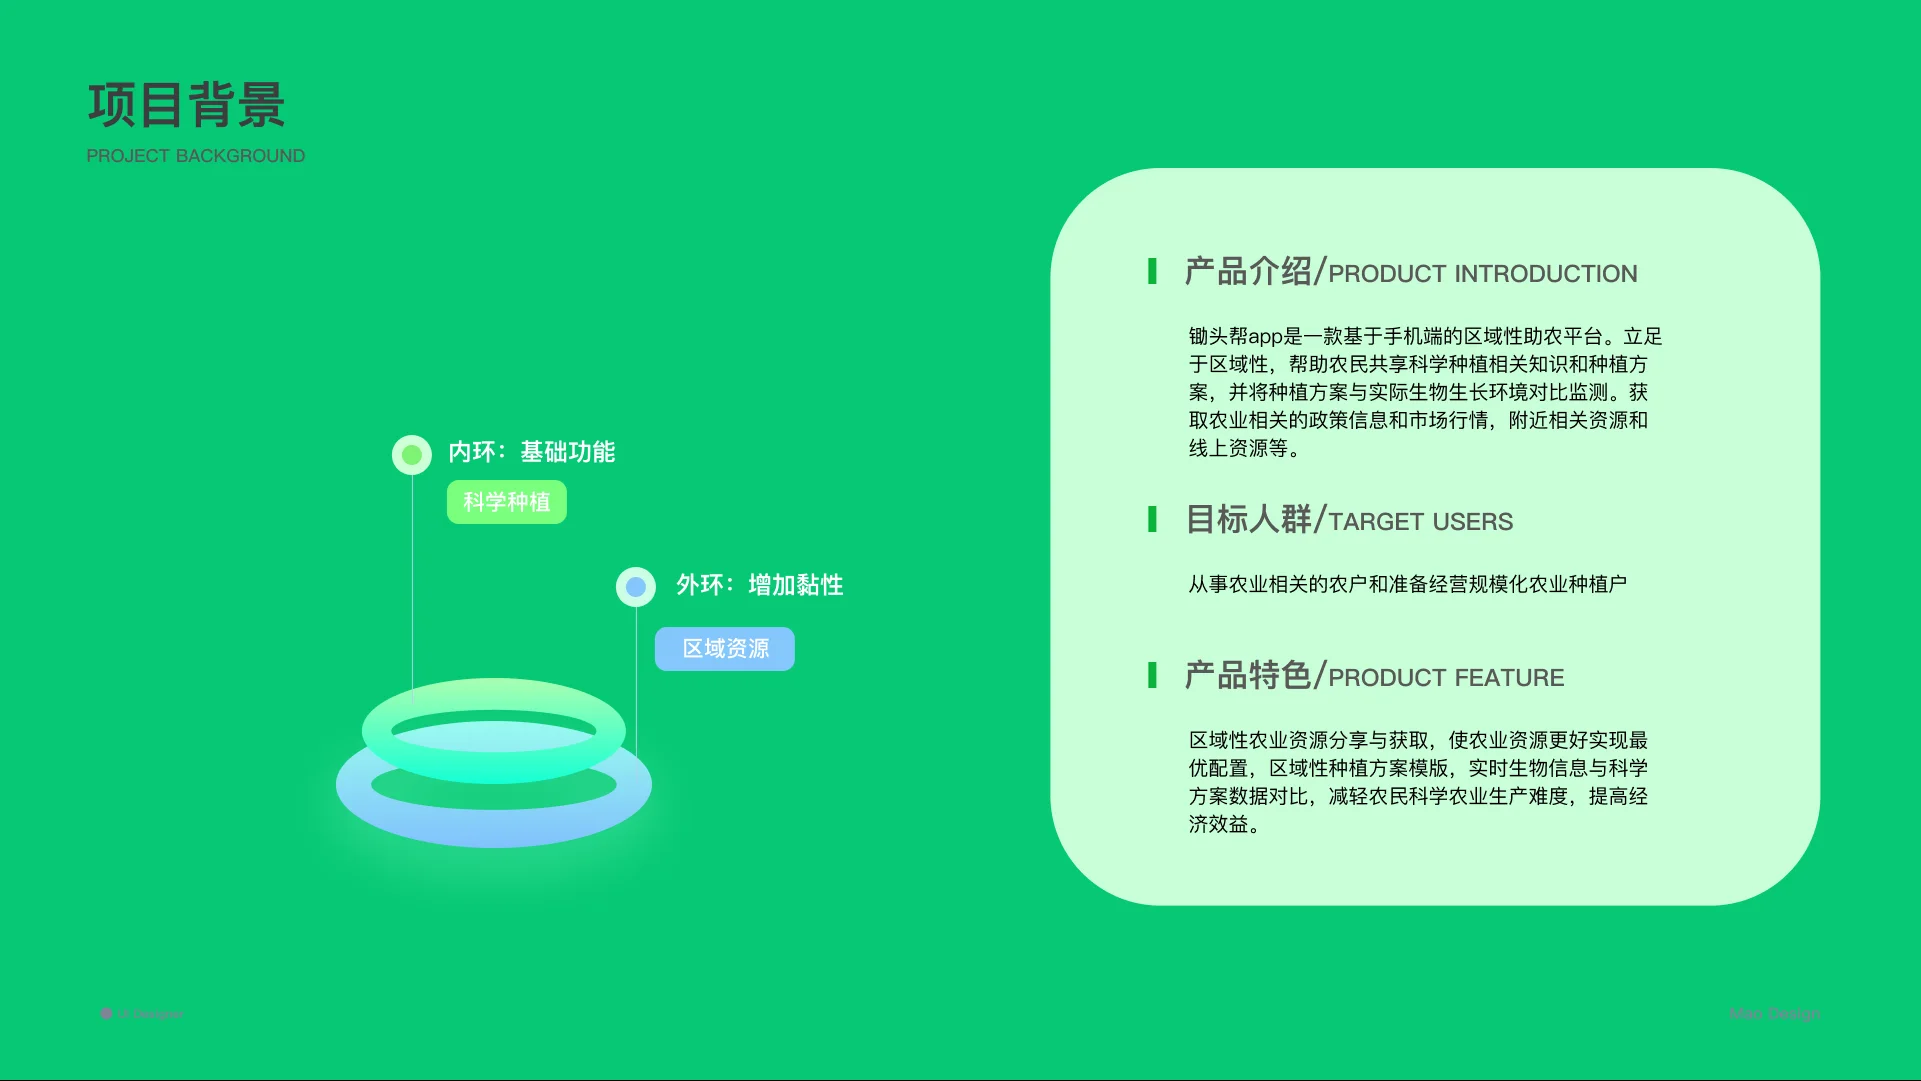 项目背景
PROJECT BACKGROUND
内环：基础功能
科学种植
外环：增加黏性
区域资源
产品介绍/PRODUCT INTRODUCTION
锄头帮app是一款基于手机端的区域性助农平台。立足
于区域性，帮助农民共享科学种植相关知识和种植方
案，并将种植方案与实际生物生长环境对比监测。获
取农业相关的政策信息和市场行情，附近相关资源和
线上资源等。
目标人群/TARGET USERS
从事农业相关的农户和准备经营规模化农业种植户
产品特色/PRODUCT FEATURE
区域性农业资源分享与获取，使农业资源更好实现最
优配置，区域性种植方案模版，实时生物信息与科学
方案数据对比，减轻农民科学农业生产难度，提高经
济效益。
UI Designer
Mao Design